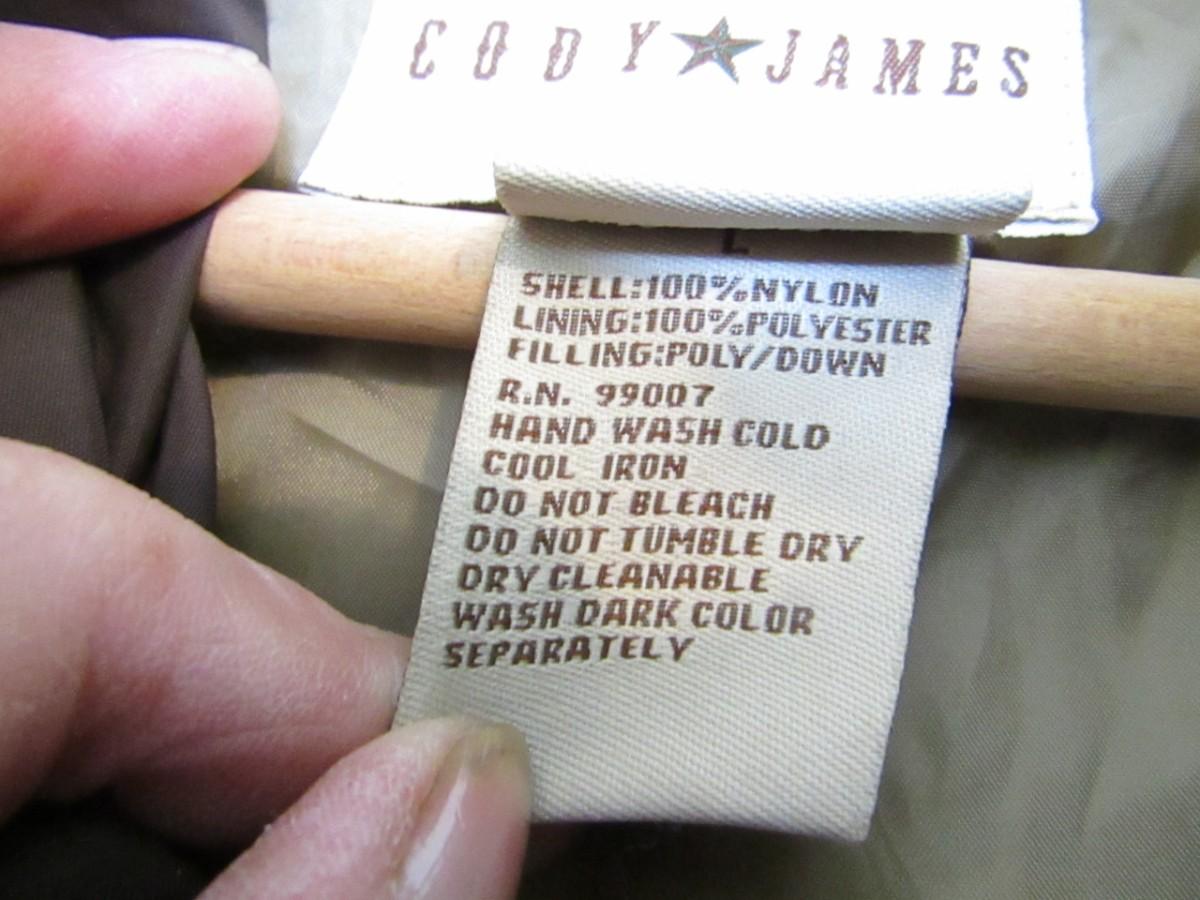 CODY★JAMES
L
SHELL:100%NYLON
LINING:100%POLYESTER
FILLING:POLY/DOWN
R.N. 99007
HAND WASH COLD
COOL IRON
DO NOT BLEACH
DO NOT TUMBLE DRY
DRY CLEANABLE
WASH DARK COLOR
SEPARATELY